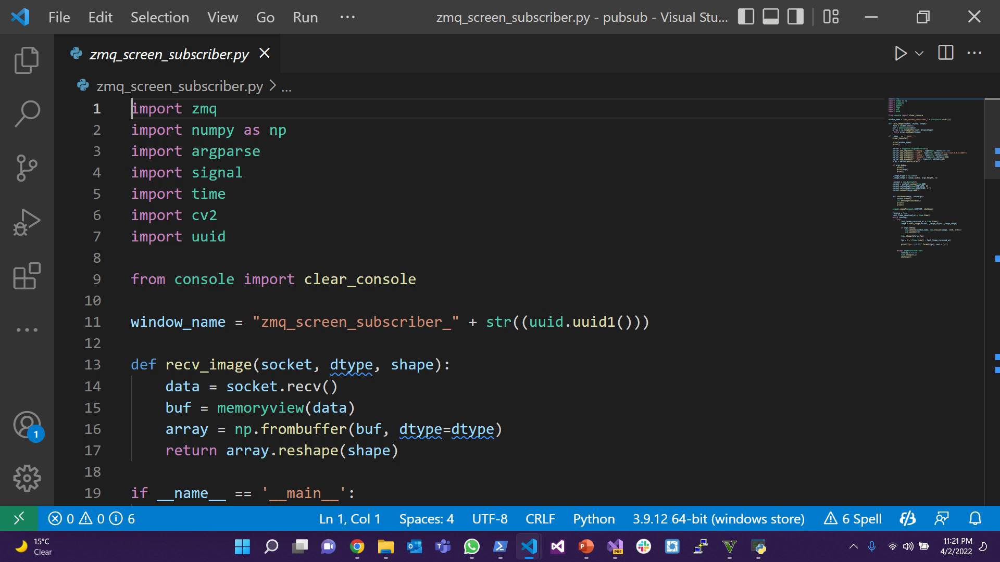 File Edit Selection View Go Run ··· zmq_screen_subscriber.py - pubsub - Visual Stu...
zmq_screen_subscriber.py
zmq_screen_subscriber.py > ...
1 import zmq
2 import numpy as np
3 import argparse
4 import signal
5 import time
6 import cv2
7 import uuid
8
9 from console import clear_console
10
11 window_name = "zmq_screen_subscriber_" + str((uuid.uuid1()))
12
13 def recv_image(socket, dtype, shape):
14     data = socket.recv()
15     buf = memoryview(data)
16     array = np.frombuffer(buf, dtype=dtype)
17     return array.reshape(shape)
18
19 if __name__ == '__main__':
1
0 0 6 Ln 1, Col 1 Spaces: 4 UTF-8 CRLF Python 3.9.12 64-bit (windows store) 6 Spell
15°C
Clear
PRE
11:21 PM
4/2/2022